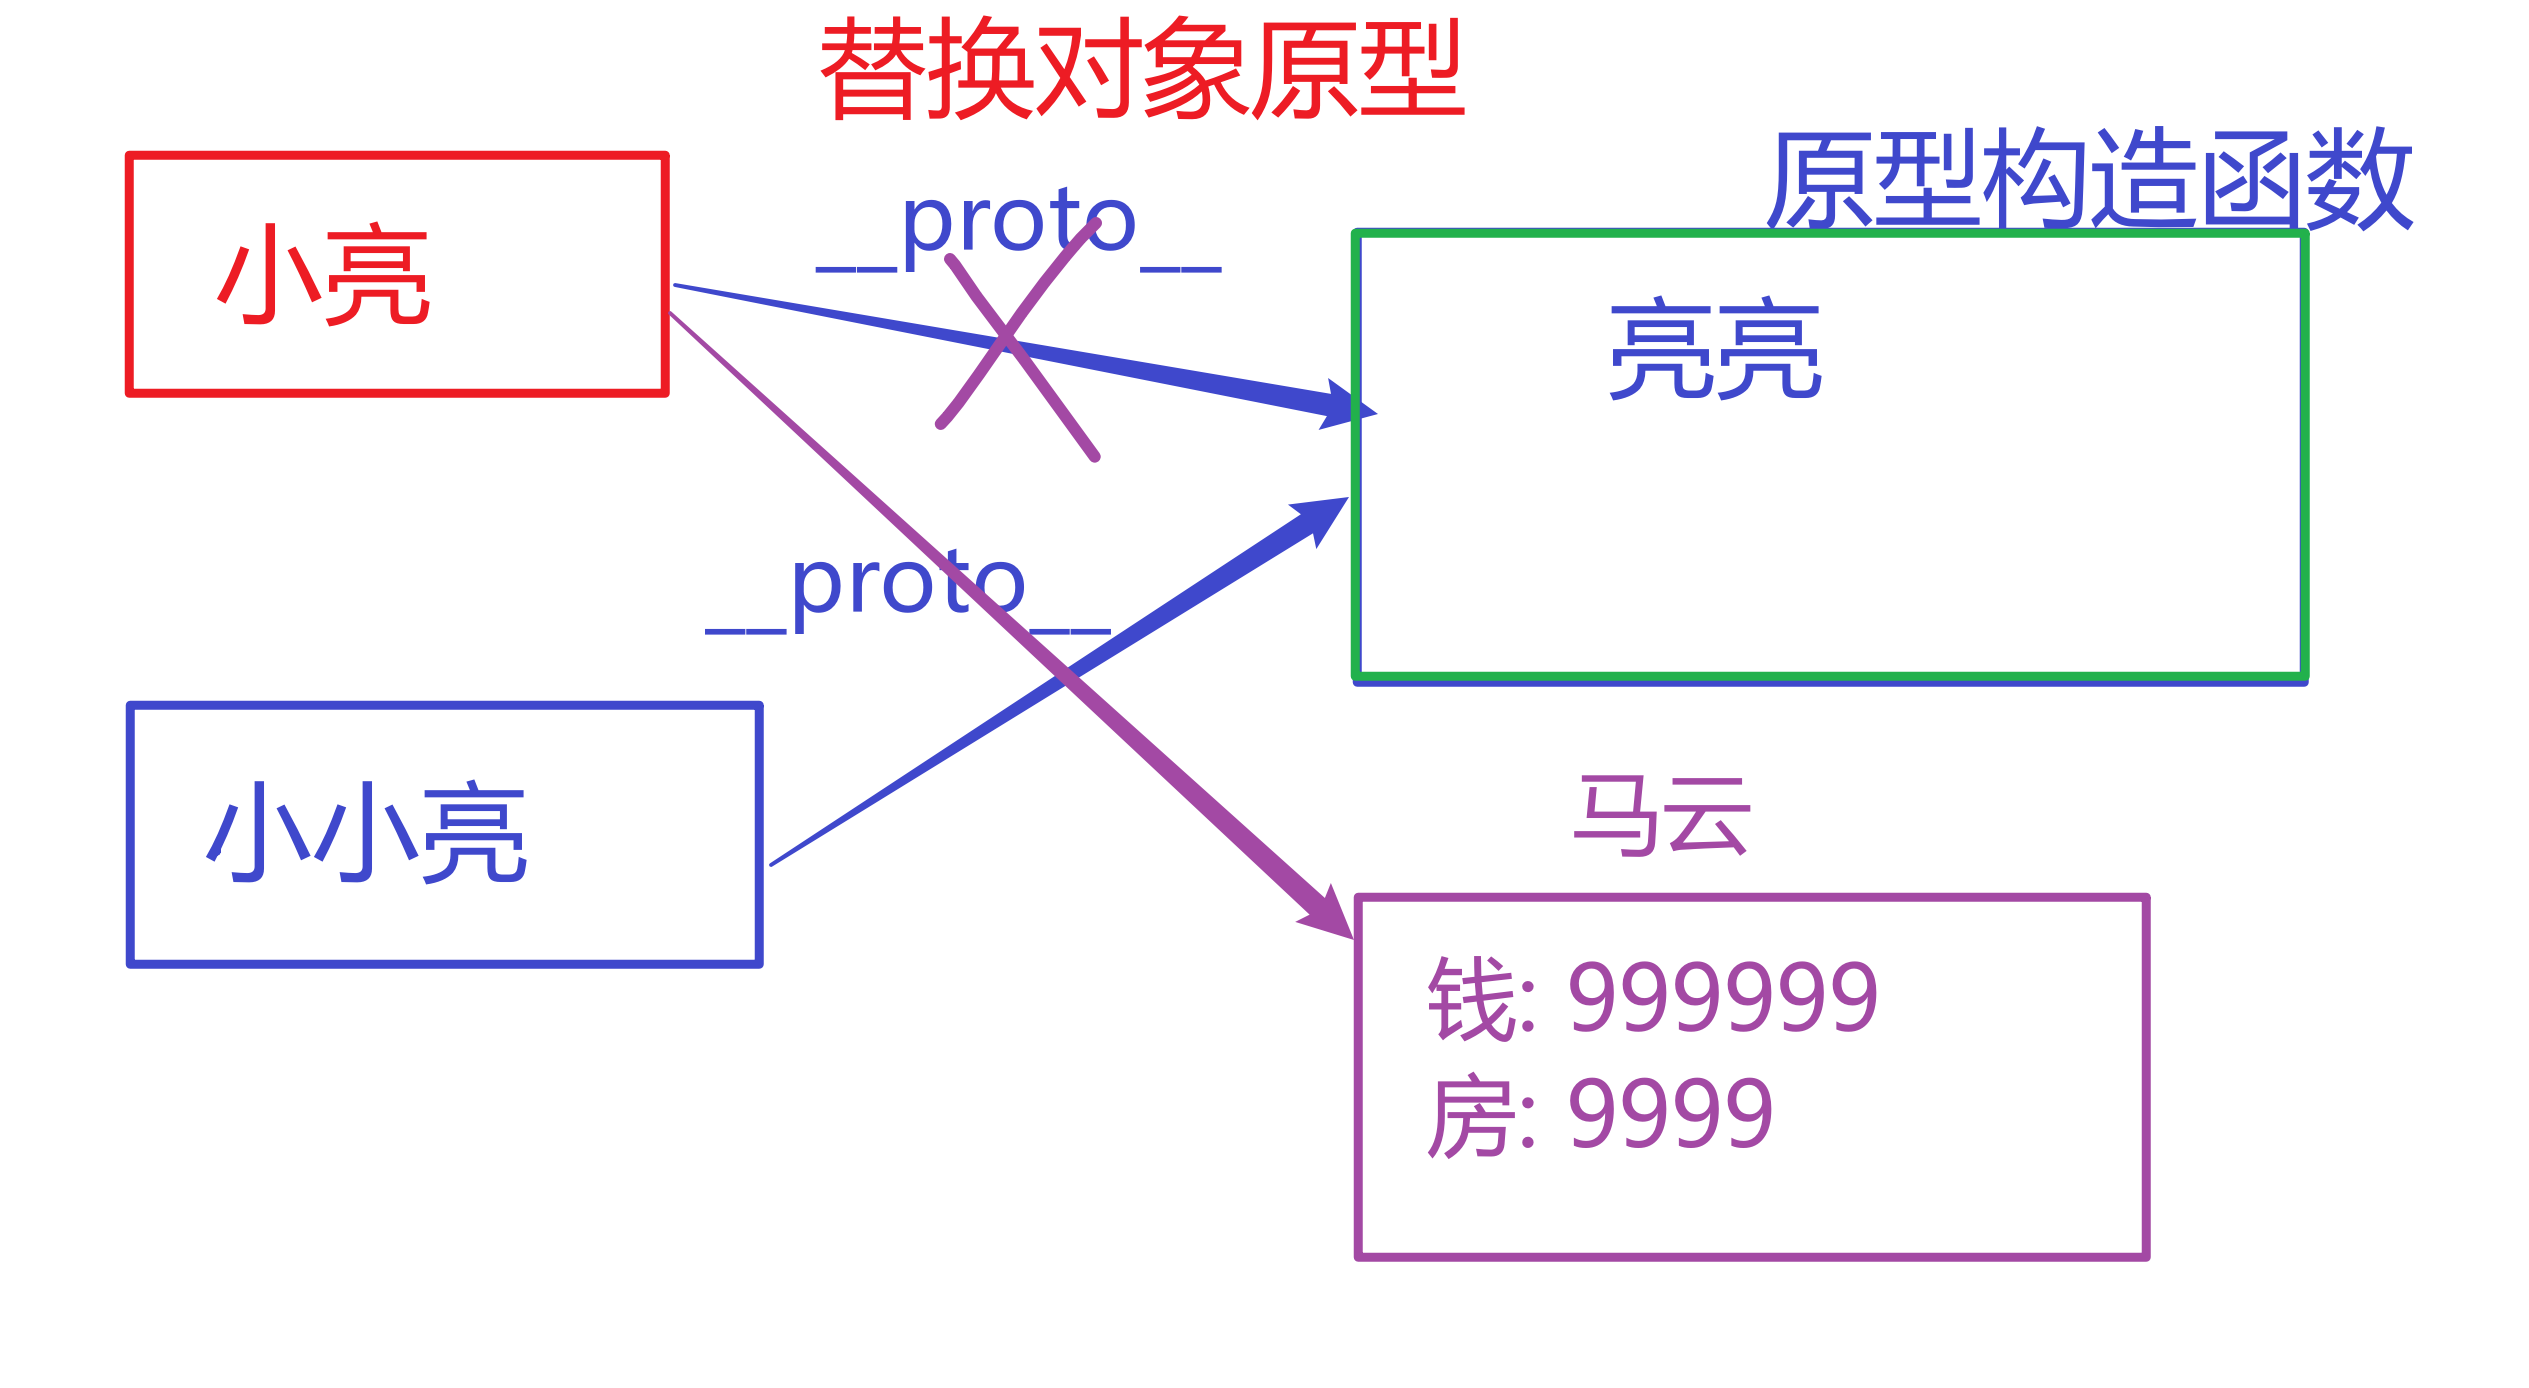 替换对象原型
原型构造函数
__proto__
小亮
亮亮
__proto__
小小亮
马云
钱: 999999
房: 9999